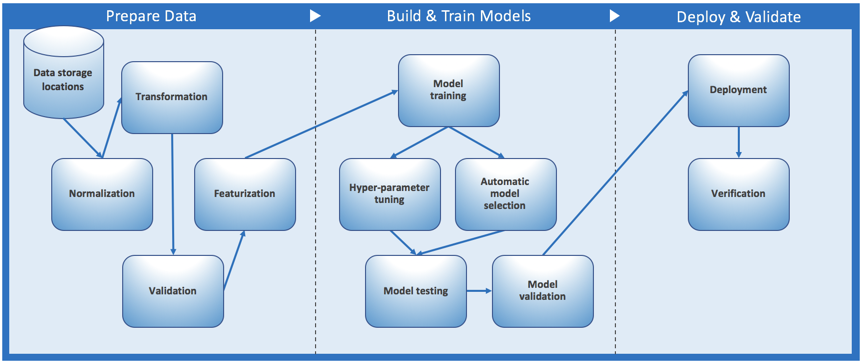 Prepare Data
Build & Train Models
Deploy & Validate
Data storage
locations
Transformation
Normalization
Featurization
Validation
Model
training
Hyper-parameter
tuning
Automatic
model
selection
Model testing
Model
validation
Deployment
Verification